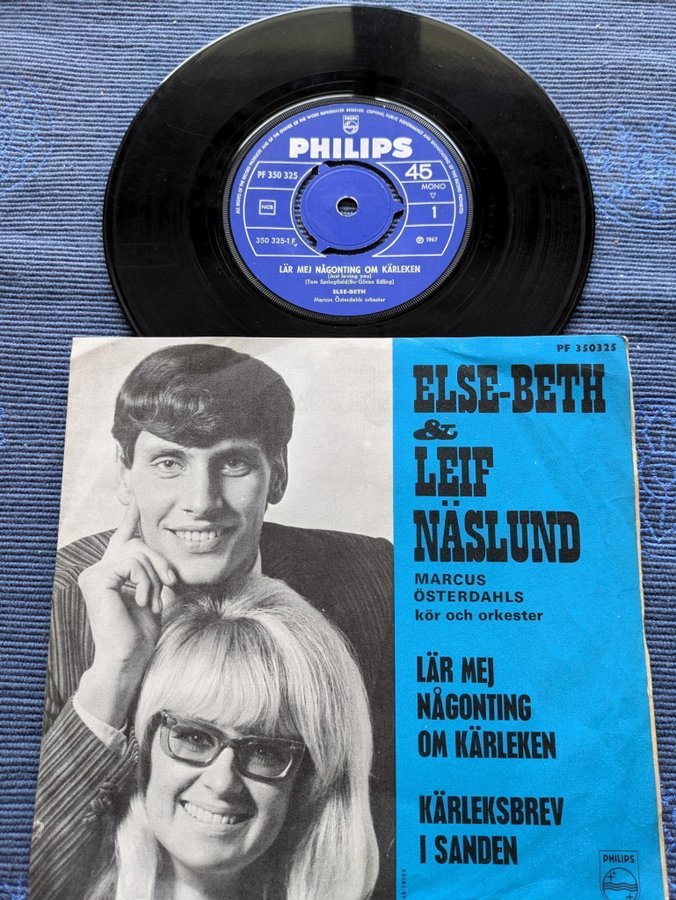 PHILIPS
PF 350 325
45
MONO
NCB
1
350 325-1 F
℗ 1967
LÄR MEJ NÅGONTING OM KÄRLEKEN
(Just loving you)
(Tom Springfield/Bo-Göran Edling)
ELSE-BETH
Marcus Österdahls orkester
PF 350325
ELSE-BETH
&
LEIF
NÄSLUND
MARCUS
ÖSTERDAHLS
kör och orkester
LÄR MEJ
NÅGONTING
OM KÄRLEKEN
KÄRLEKSBREV
I SANDEN
PHILIPS